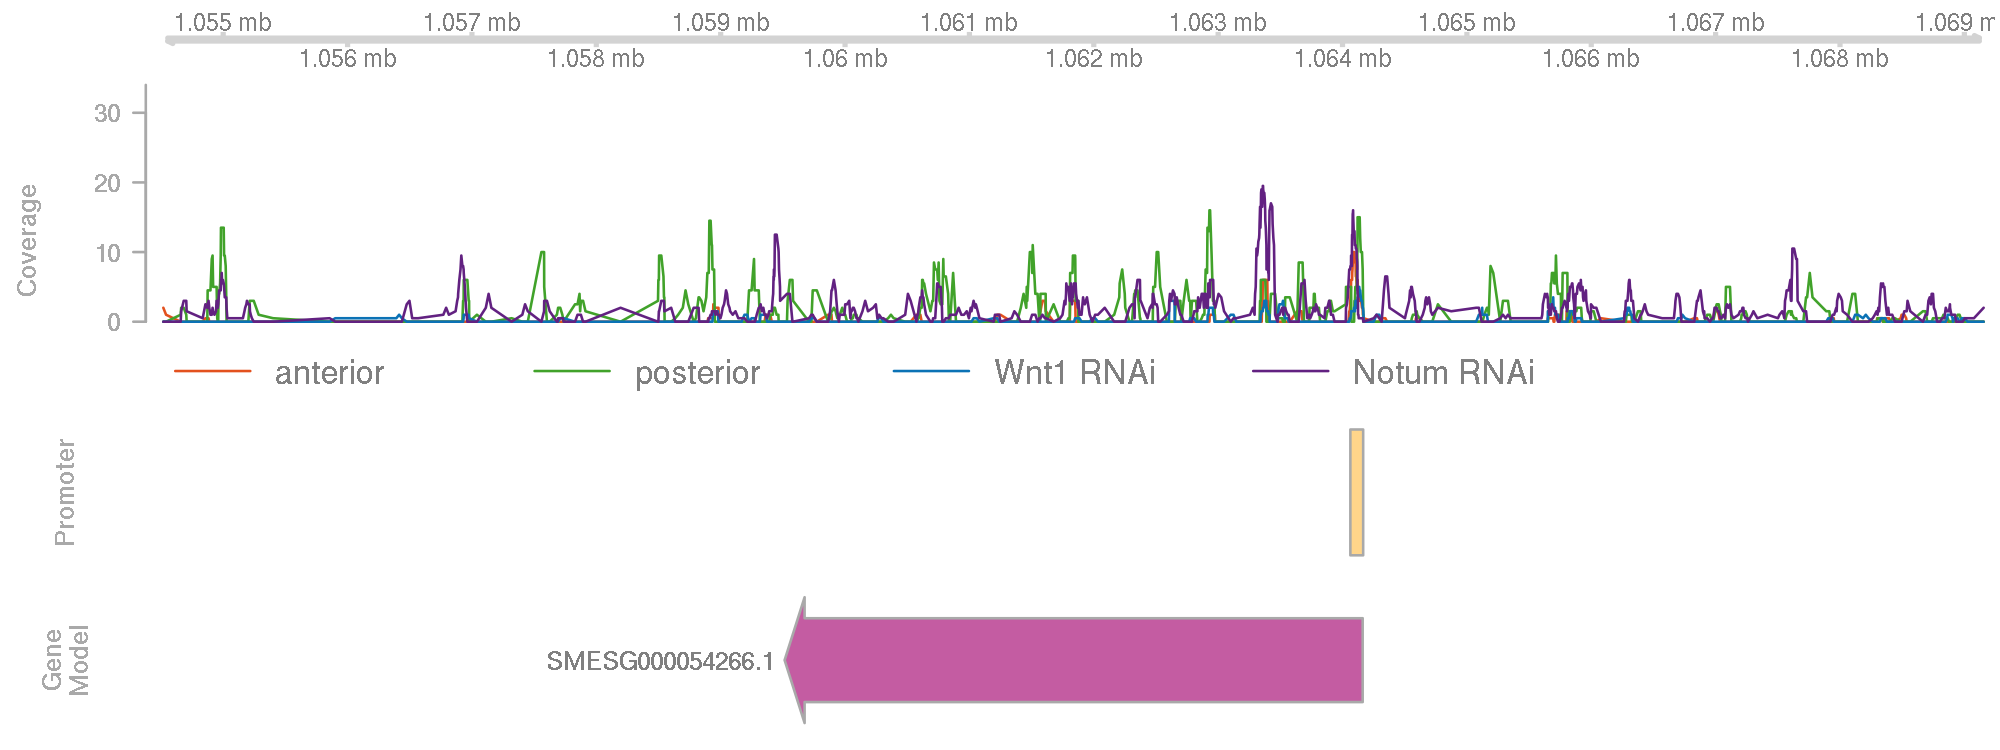 1.055 mb 1.057 mb 1.059 mb 1.061 mb 1.063 mb 1.065 mb 1.067 mb 1.069 m
1.056 mb 1.058 mb 1.06 mb 1.062 mb 1.064 mb 1.066 mb 1.068 mb
30
20
10
0
Coverage
anterior posterior Wnt1 RNAi Notum RNAi
Promoter
Gene
Model
SMESG000054266.1